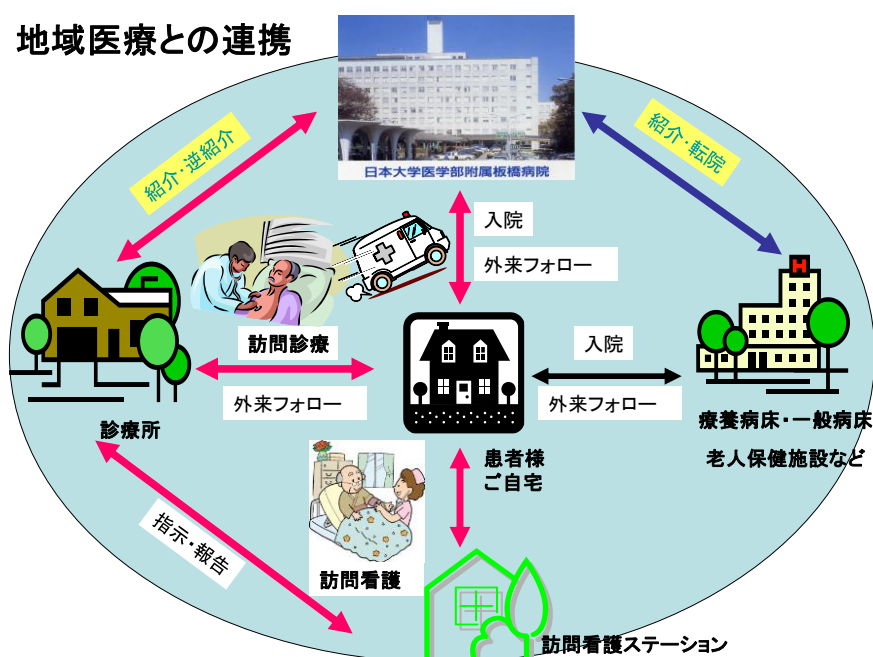 地域医療との連携
日本大学医学部附属板橋病院
紹介・逆紹介
紹介・転院
入院
外来フォロー
訪問診療
外来フォロー
入院
外来フォロー
診療所
H
療養病床・一般病床
老人保健施設など
患者様
ご自宅
指示・報告
訪問看護
訪問看護ステーション